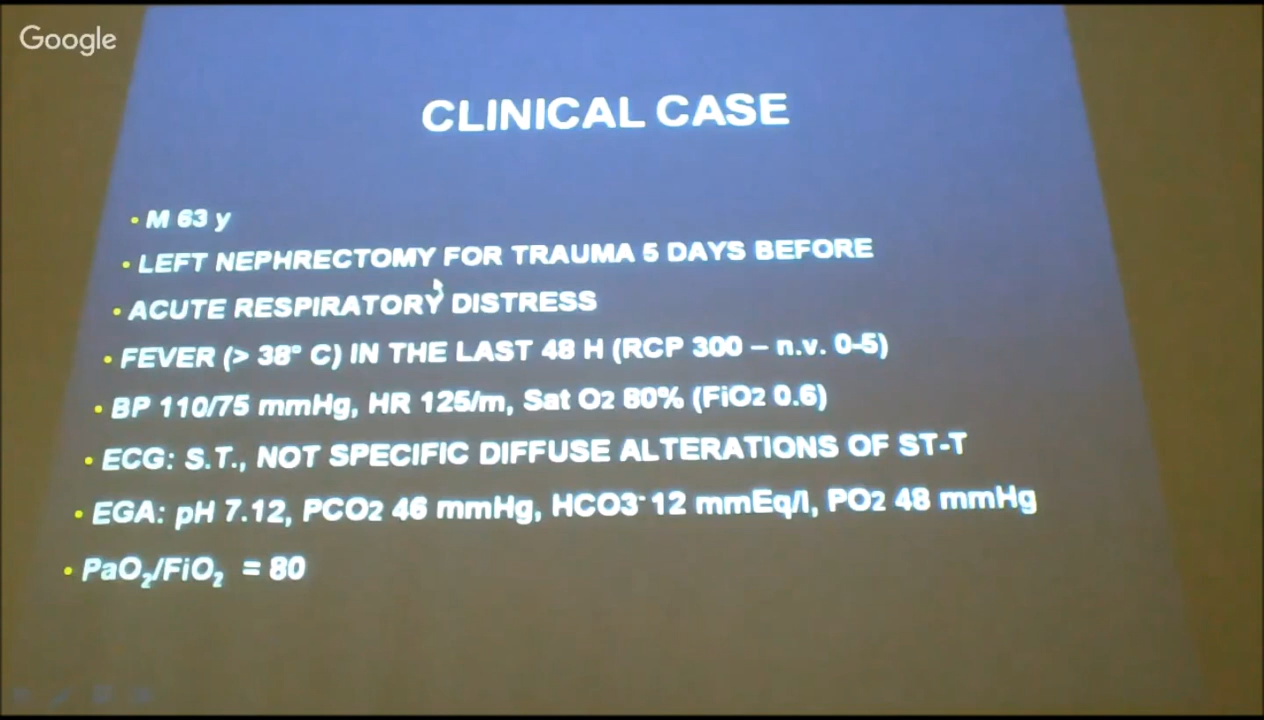 Google
CLINICAL CASE
• M 63 y
• LEFT NEPHRECTOMY FOR TRAUMA 5 DAYS BEFORE
• ACUTE RESPIRATORY DISTRESS
• FEVER (> 38° C) IN THE LAST 48 H (RCP 300 – n.v. 0-5)
• BP 110/75 mmHg, HR 125/m, Sat O2 80% (FiO2 0.6)
• ECG: S.T., NOT SPECIFIC DIFFUSE ALTERATIONS OF ST-T
• EGA: pH 7.12, PCO2 46 mmHg, HCO3⁻ 12 mmEq/l, PO2 48 mmHg
• PaO₂/FiO₂ = 80